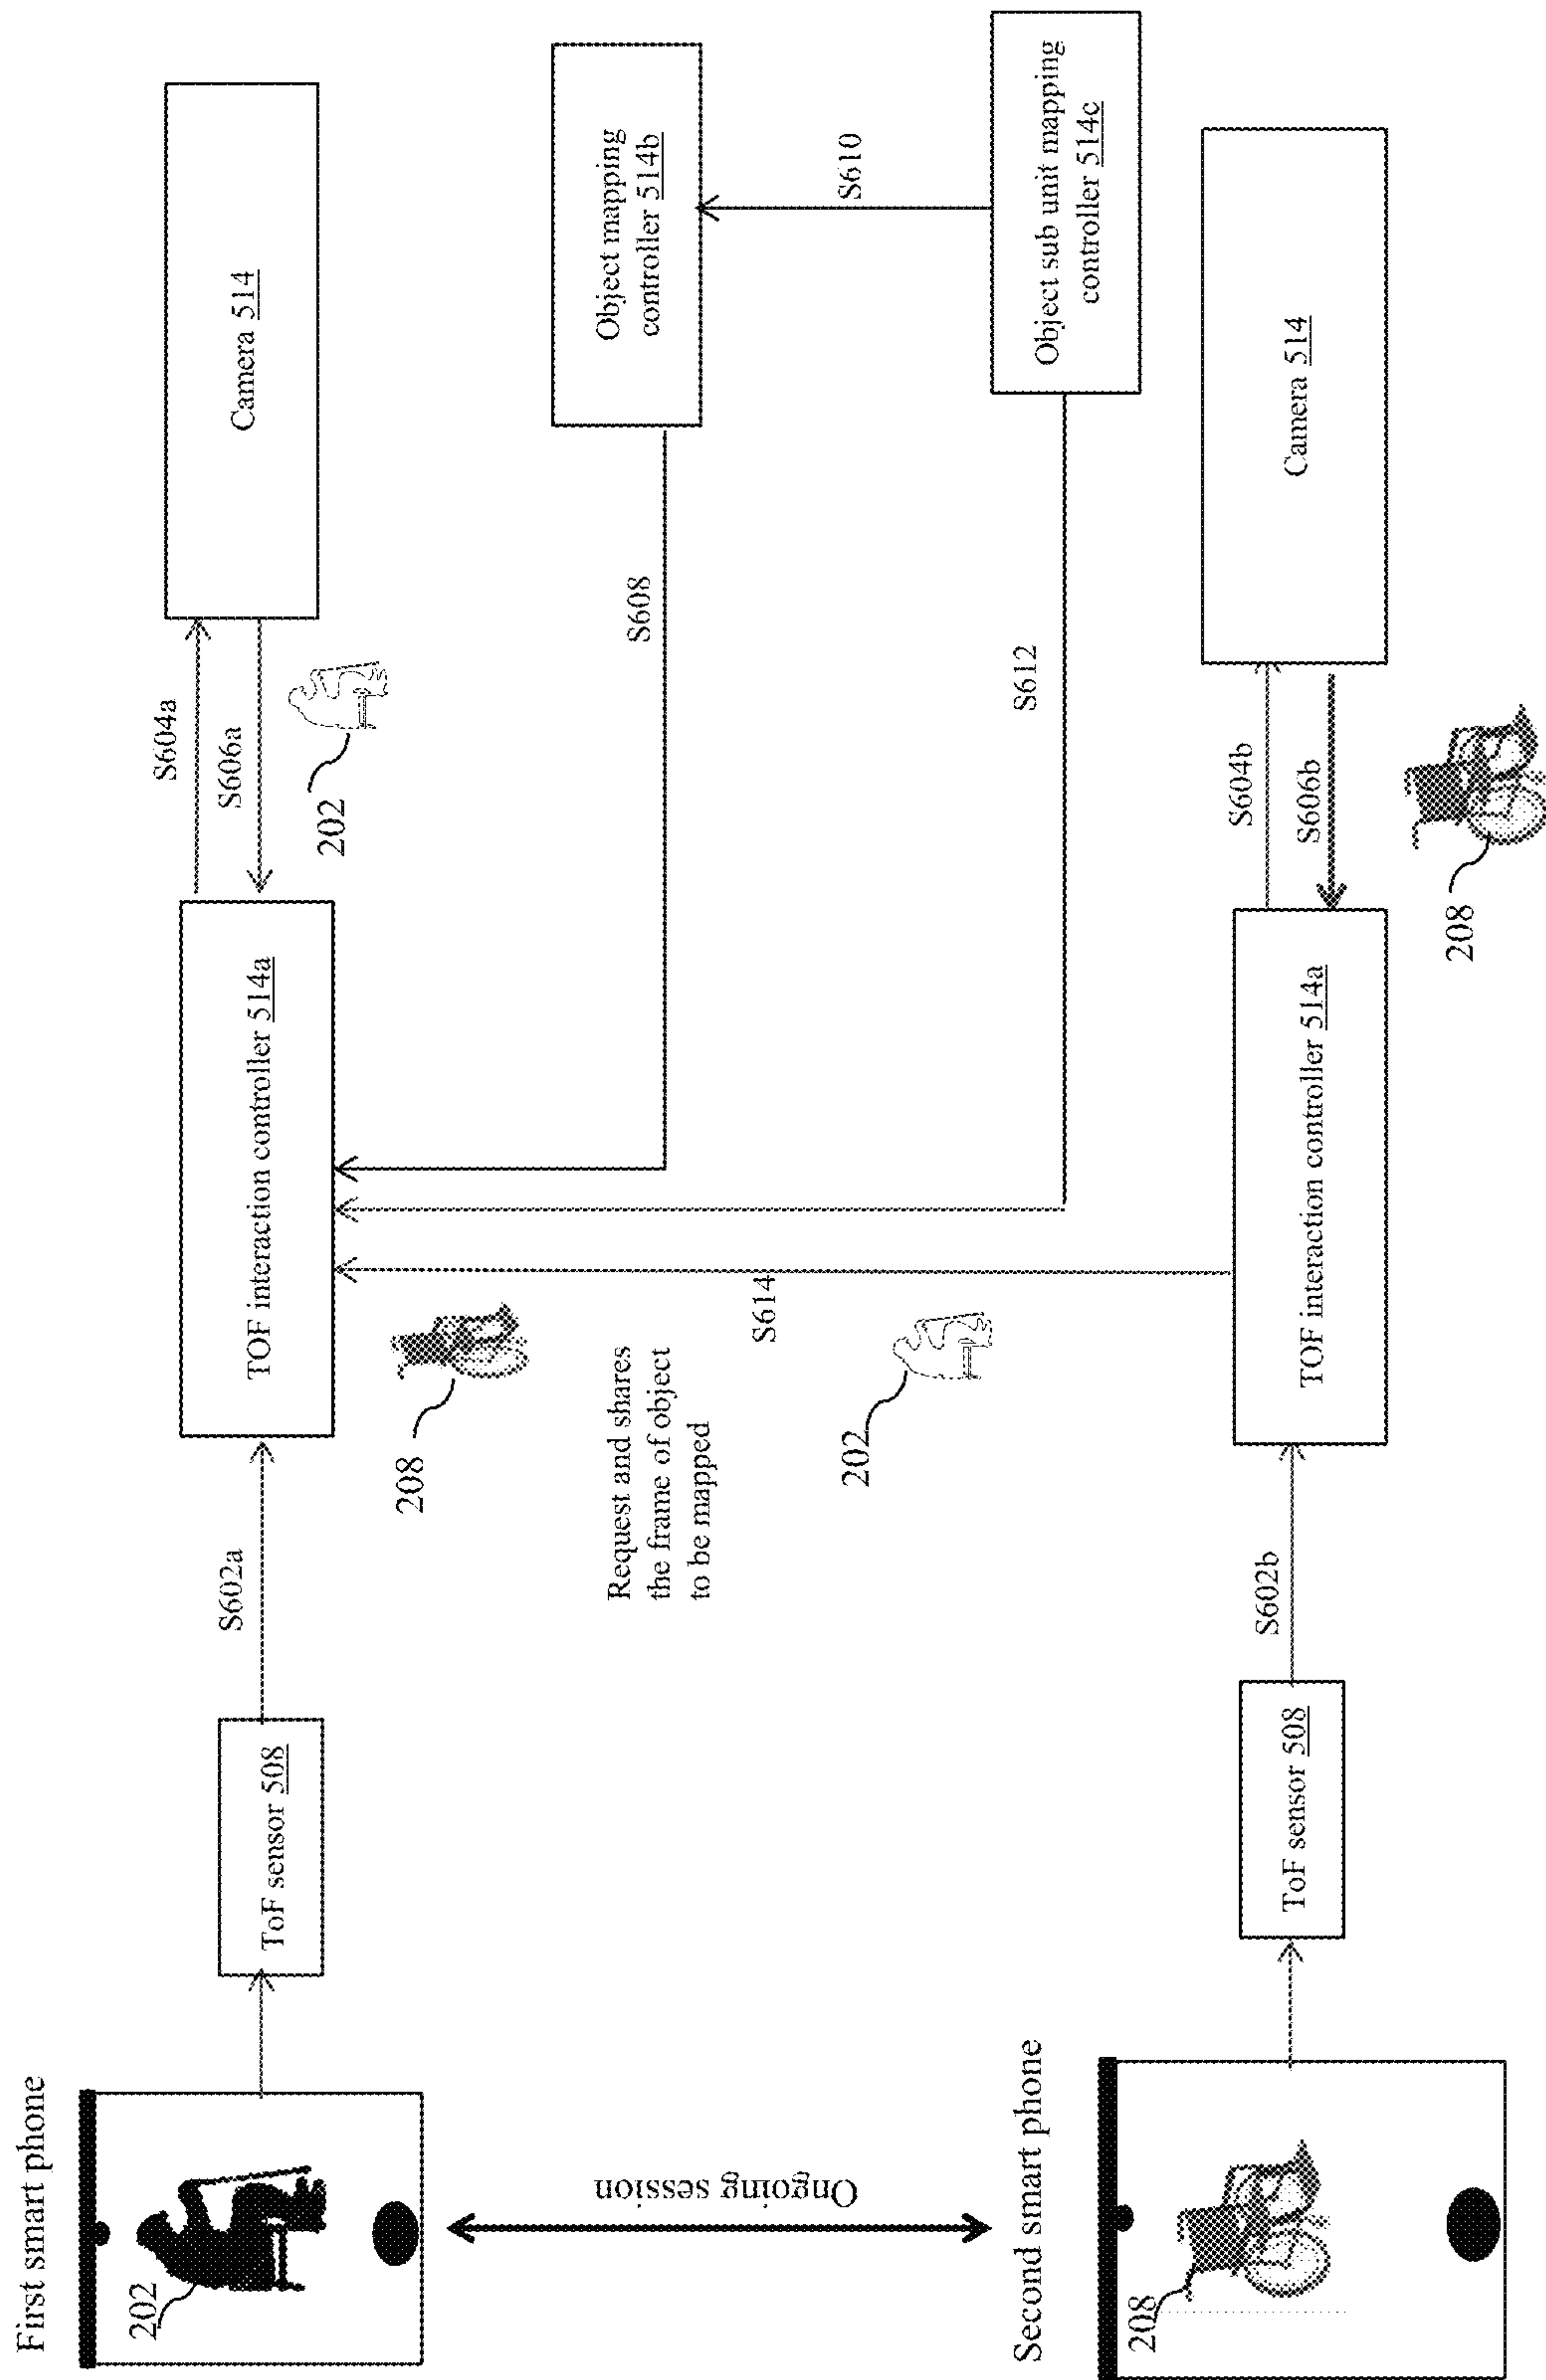 First smart phone
202
ToF sensor 508
S602a
TOF interaction controller 514a
S604a
S606a
202
Camera 514
208
Request and shares
the frame of object
to be mapped
S614
202
S608
Object mapping
controller 514b
S610
S612
Object sub unit mapping
controller 514c
Ongoing session
Second smart phone
208
ToF sensor 508
S602b
TOF interaction controller 514a
S604b
S606b
208
Camera 514